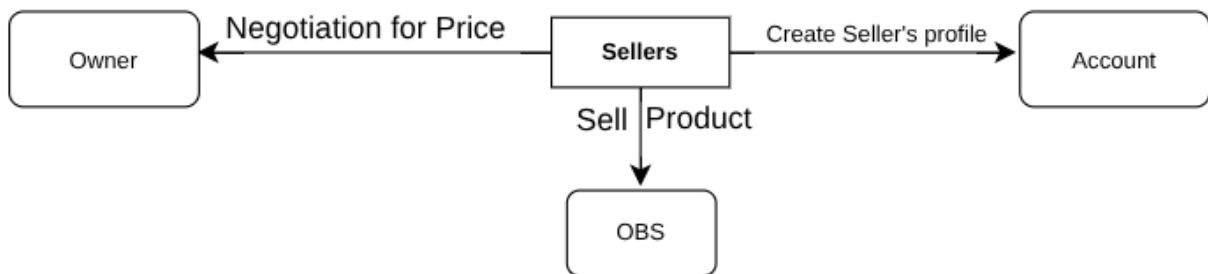 Negotiation for Price
Owner
Sellers
Create Seller's profile
Account
Sell Product
OBS